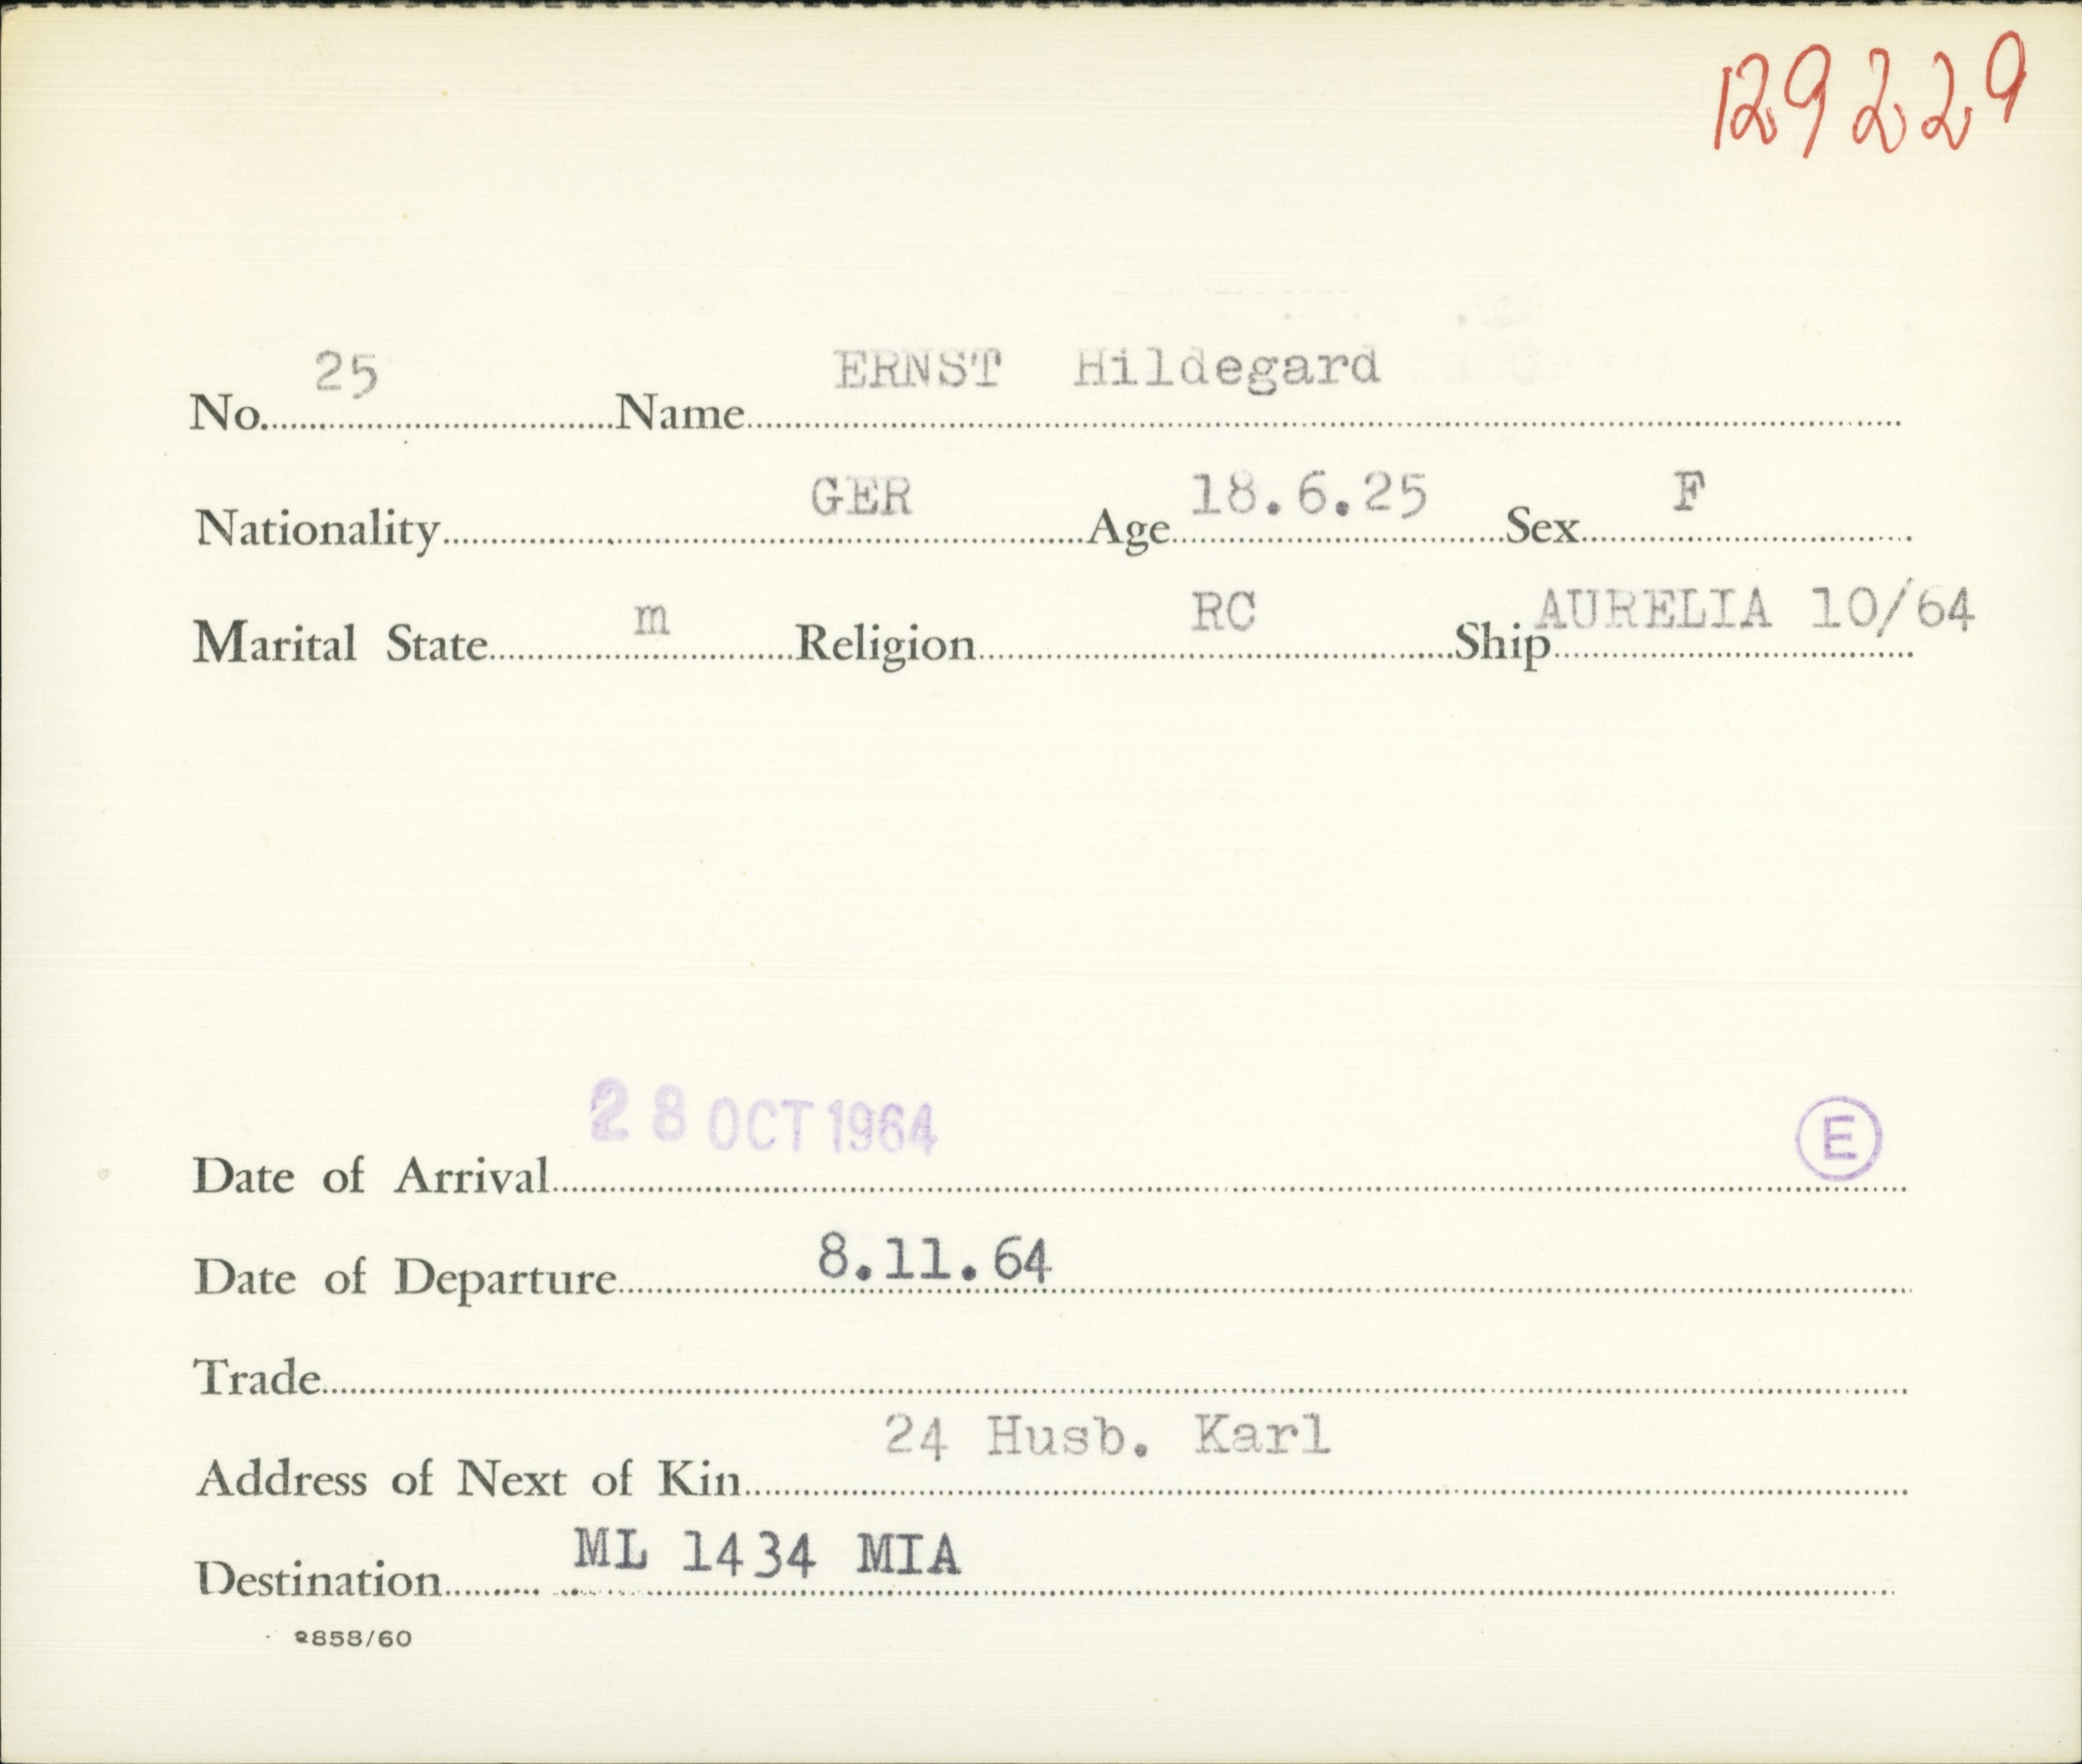 129229
No. 25 Name ERNST Hildegard
Nationality GER Age 18.6.25 Sex F
Marital State m Religion RC Ship AURELIA 10/64
Date of Arrival 28 OCT 1964 E
Date of Departure 8.11.64
Trade
Address of Next of Kin 24 Husb. Karl
Destination ML 1434 MIA
2858/60